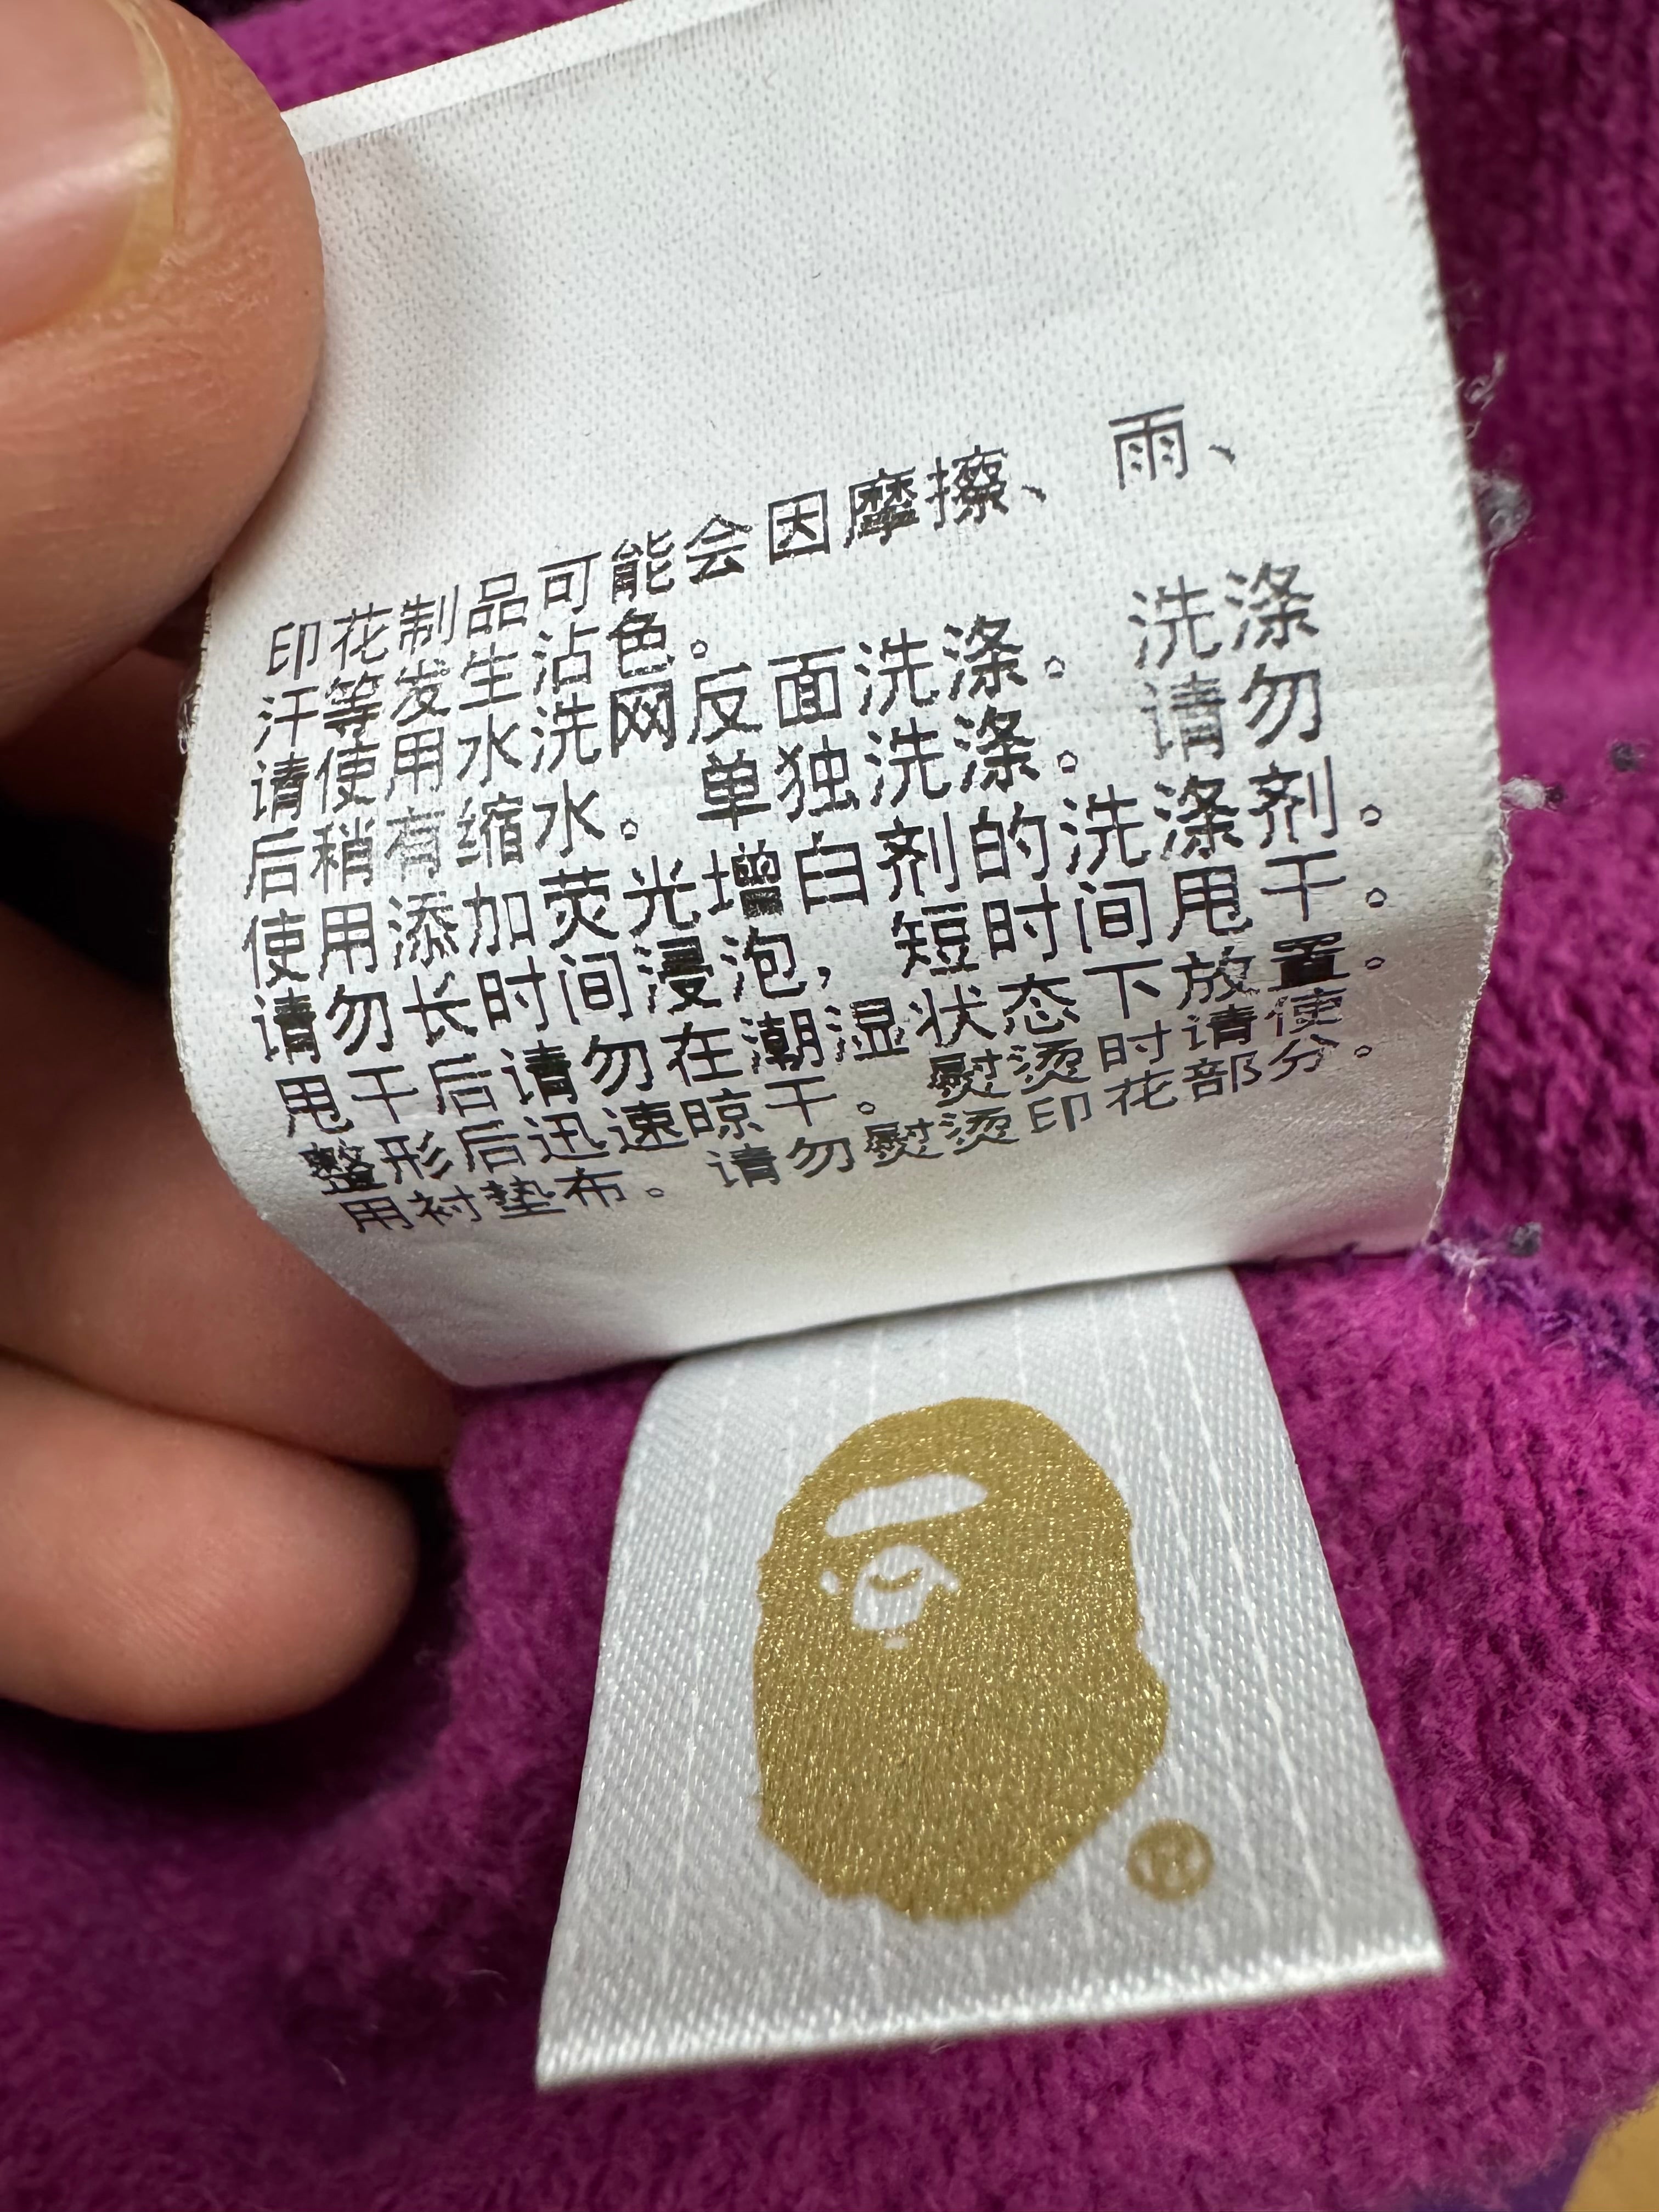 印花制品可能会因摩擦、雨、
汗等发生沾色。
请使用水洗网反面洗涤。洗涤
后稍有缩水。单独洗涤。请勿
使用添加荧光增白剂的洗涤剂。
请勿长时间浸泡，短时间甩干。
甩干后请勿在潮湿状态下放置。
整形后迅速晾干。熨烫时请使
用衬垫布。请勿熨烫印花部分。
®